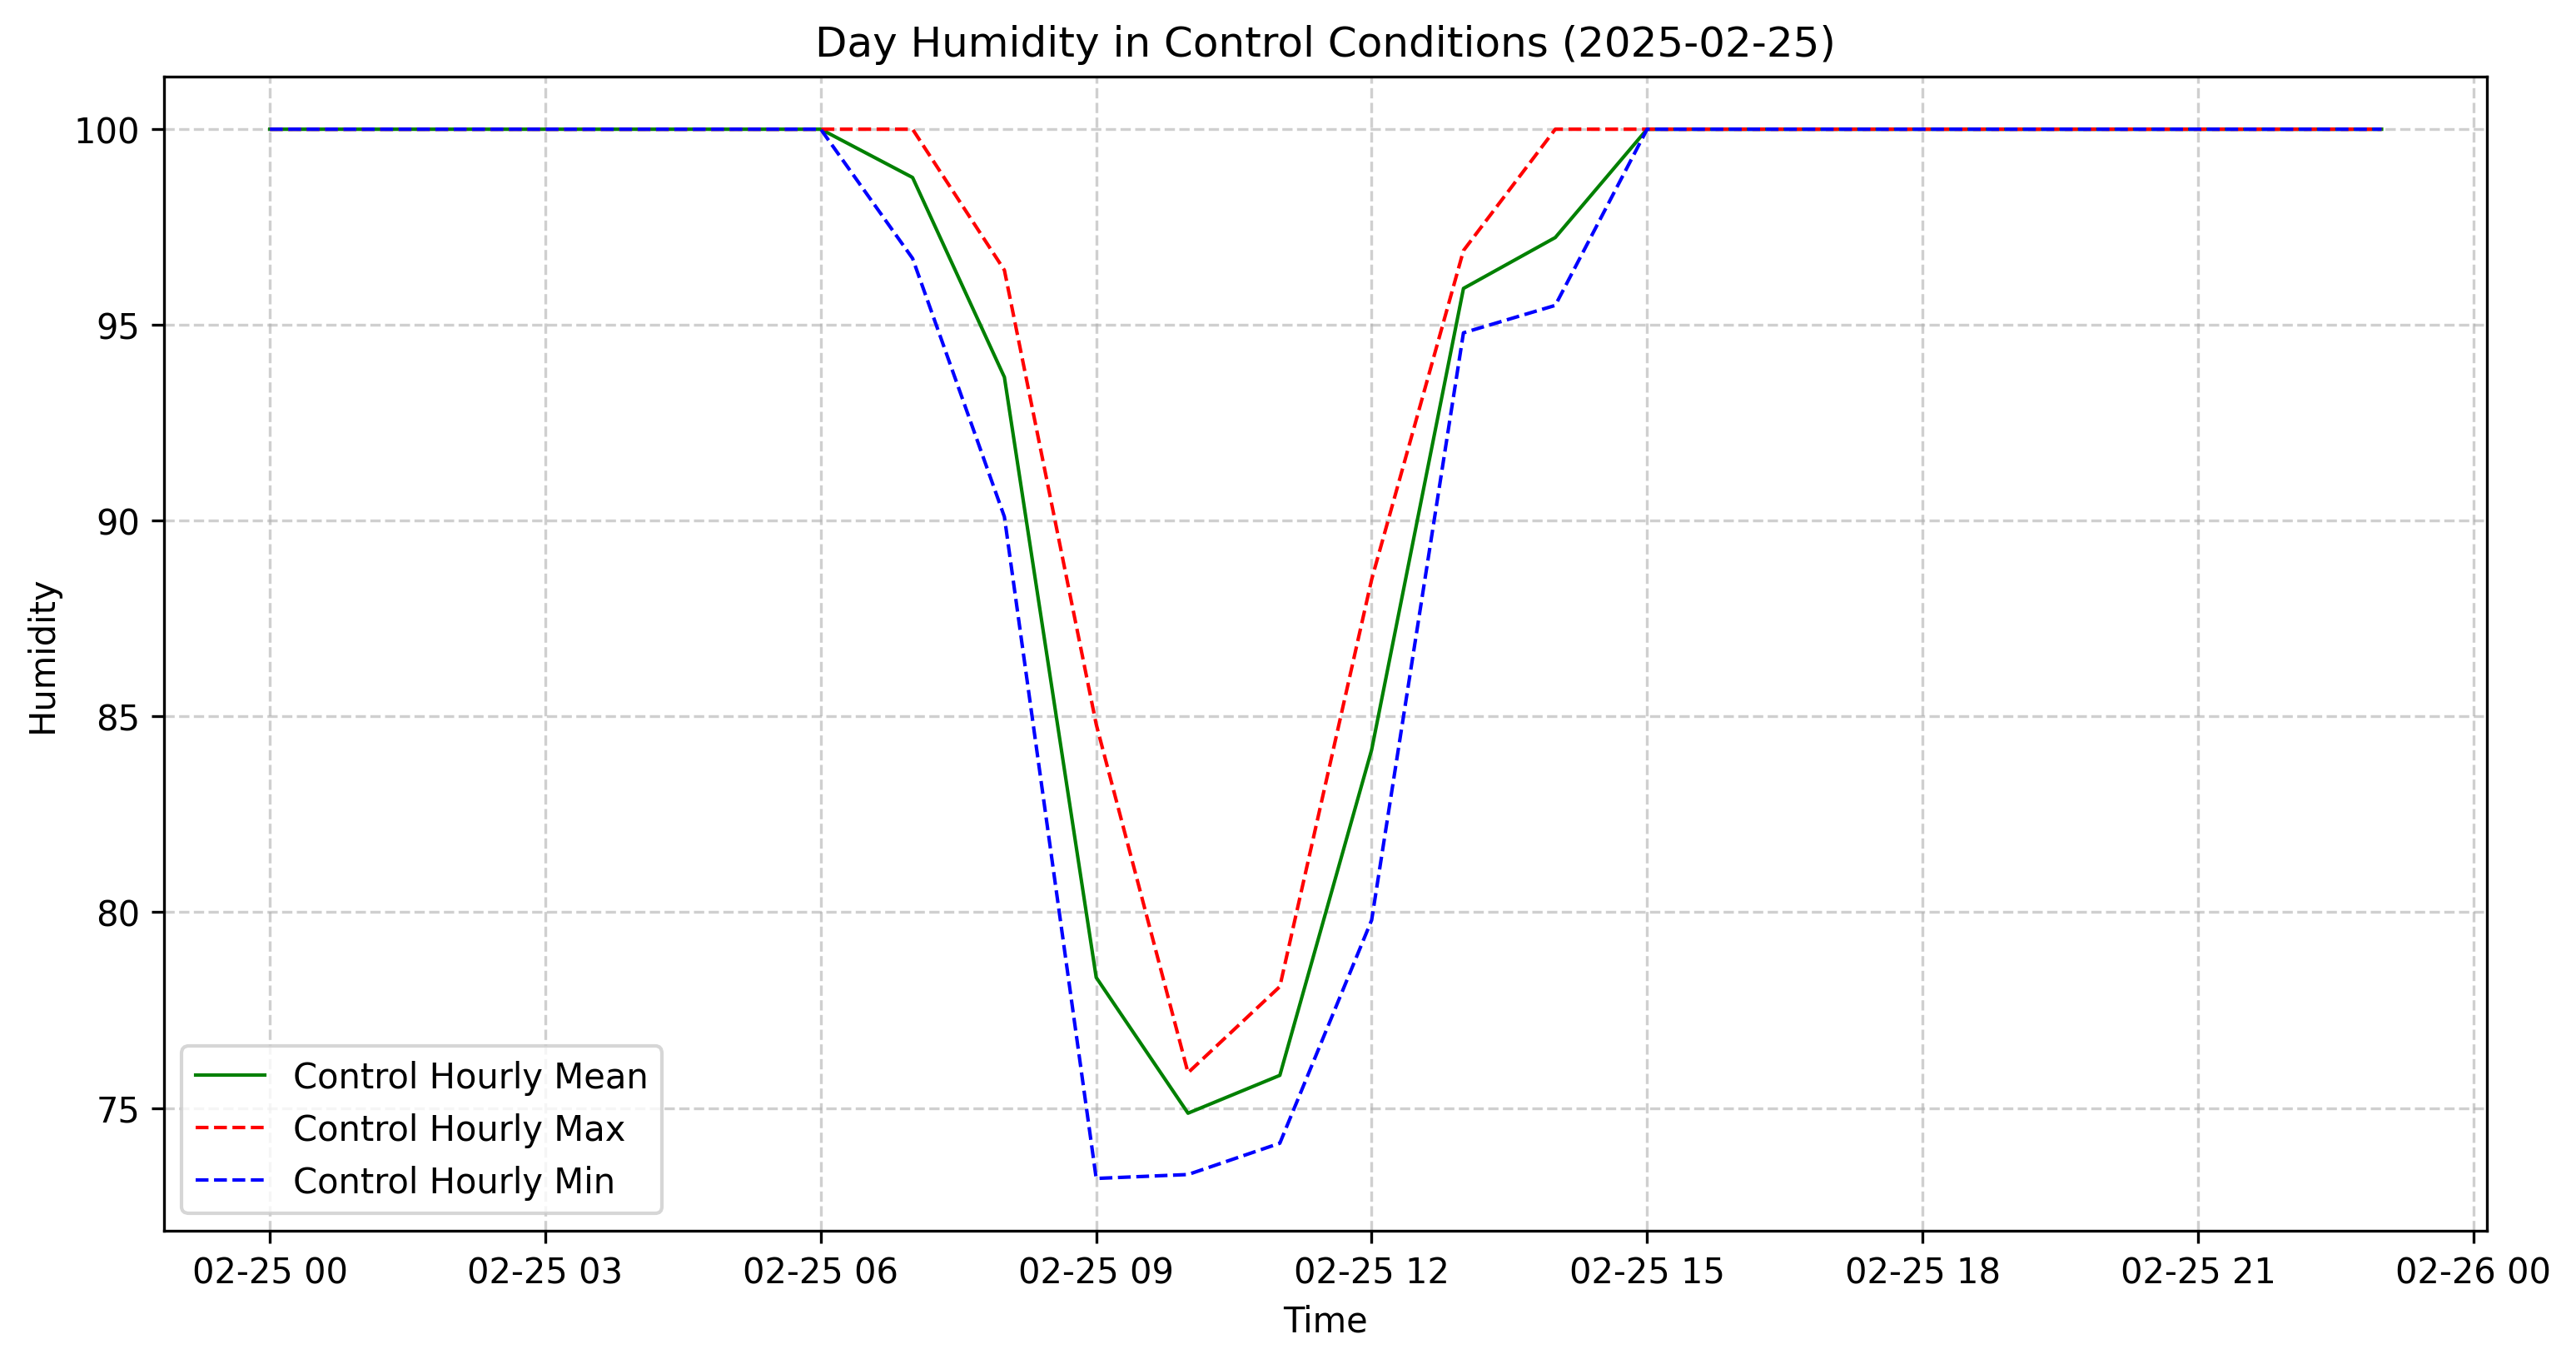 Day Humidity in Control Conditions (2025-02-25)
100
95
90
85
80
75
Humidity
Control Hourly Mean
Control Hourly Max
Control Hourly Min
02-25 00
02-25 03
02-25 06
02-25 09
02-25 12
02-25 15
02-25 18
02-25 21
02-26 00
Time